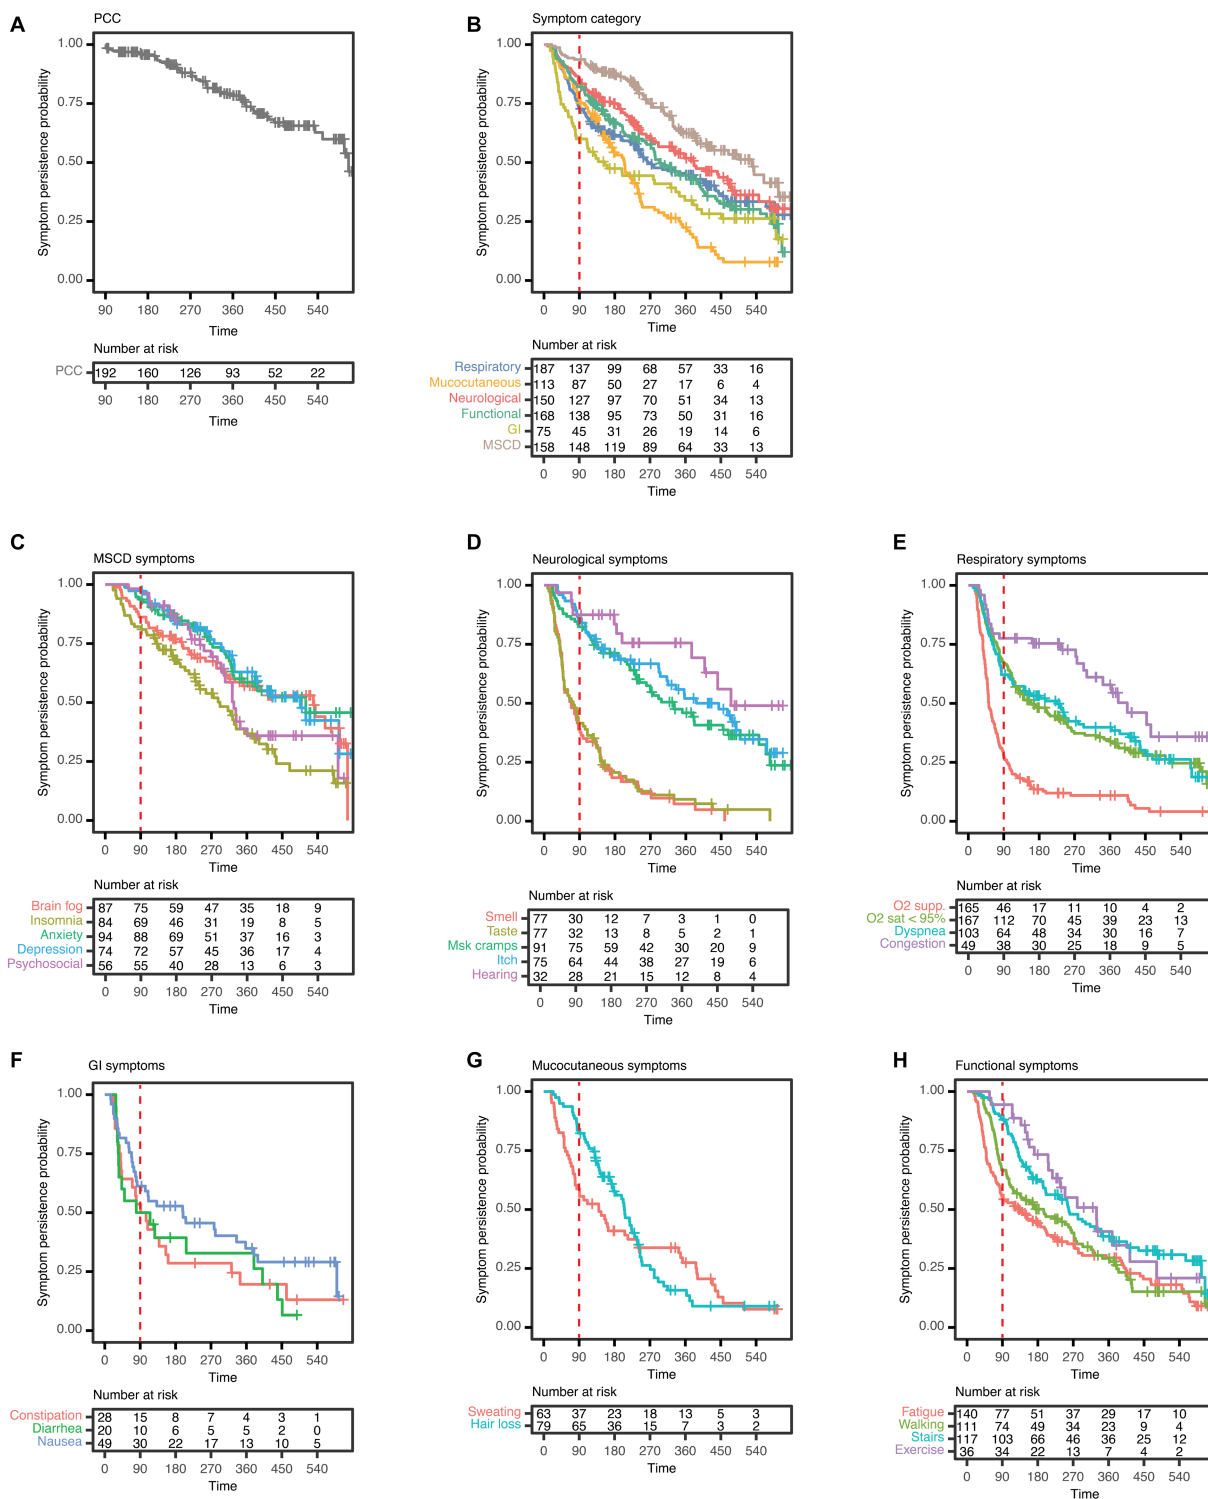 A
PCC
Symptom persistence probability
1.00
0.75
0.50
0.25
0.00
90 180 270 360 450 540
Time
Number at risk
PCC 192 160 126 93 52 22
90 180 270 360 450 540
Time
B
Symptom category
Symptom persistence probability
1.00
0.75
0.50
0.25
0.00
0 90 180 270 360 450 540
Time
Number at risk
Respiratory 187 137 99 68 57 33 16
Mucocutaneous 113 87 50 27 17 6 4
Neurological 150 127 97 70 51 34 13
Functional 168 138 95 73 50 31 16
GI 75 45 31 26 19 14 6
MSCD 158 148 119 89 64 33 13
0 90 180 270 360 450 540
Time
C
MSCD symptoms
Symptom persistence probability
1.00
0.75
0.50
0.25
0.00
0 90 180 270 360 450 540
Time
Number at risk
Brain fog 87 75 59 47 35 18 9
Insomnia 84 69 46 31 19 8 5
Anxiety 94 88 69 51 37 16 3
Depression 74 72 57 45 36 17 4
Psychosocial 56 55 40 28 13 6 3
0 90 180 270 360 450 540
Time
D
Neurological symptoms
Symptom persistence probability
1.00
0.75
0.50
0.25
0.00
0 90 180 270 360 450 540
Time
Number at risk
Smell 77 30 12 7 3 1 0
Taste 77 32 13 8 5 2 1
Msk cramps 91 75 59 42 30 20 9
Itch 75 64 44 38 27 19 6
Hearing 32 28 21 15 12 8 4
0 90 180 270 360 450 540
Time
E
Respiratory symptoms
Symptom persistence probability
1.00
0.75
0.50
0.25
0.00
0 90 180 270 360 450 540
Time
Number at risk
O2 supp. 165 46 17 11 10 4 2
O2 sat < 95% 167 112 70 45 39 23 13
Dyspnea 103 64 48 34 30 16 7
Congestion 49 38 30 25 18 9 5
0 90 180 270 360 450 540
Time
F
GI symptoms
Symptom persistence probability
1.00
0.75
0.50
0.25
0.00
0 90 180 270 360 450 540
Time
Number at risk
Constipation 28 15 8 7 4 3 1
Diarrhea 20 10 6 5 5 2 0
Nausea 49 30 22 17 13 10 5
0 90 180 270 360 450 540
Time
G
Mucocutaneous symptoms
Symptom persistence probability
1.00
0.75
0.50
0.25
0.00
0 90 180 270 360 450 540
Time
Number at risk
Sweating 63 37 23 18 13 5 3
Hair loss 79 65 36 15 7 3 2
0 90 180 270 360 450 540
Time
H
Functional symptoms
Symptom persistence probability
1.00
0.75
0.50
0.25
0.00
0 90 180 270 360 450 540
Time
Number at risk
Fatigue 140 77 51 37 29 17 10
Walking 111 74 49 34 23 9 4
Stairs 117 103 66 46 36 25 12
Exercise 36 34 22 13 7 4 2
0 90 180 270 360 450 540
Time